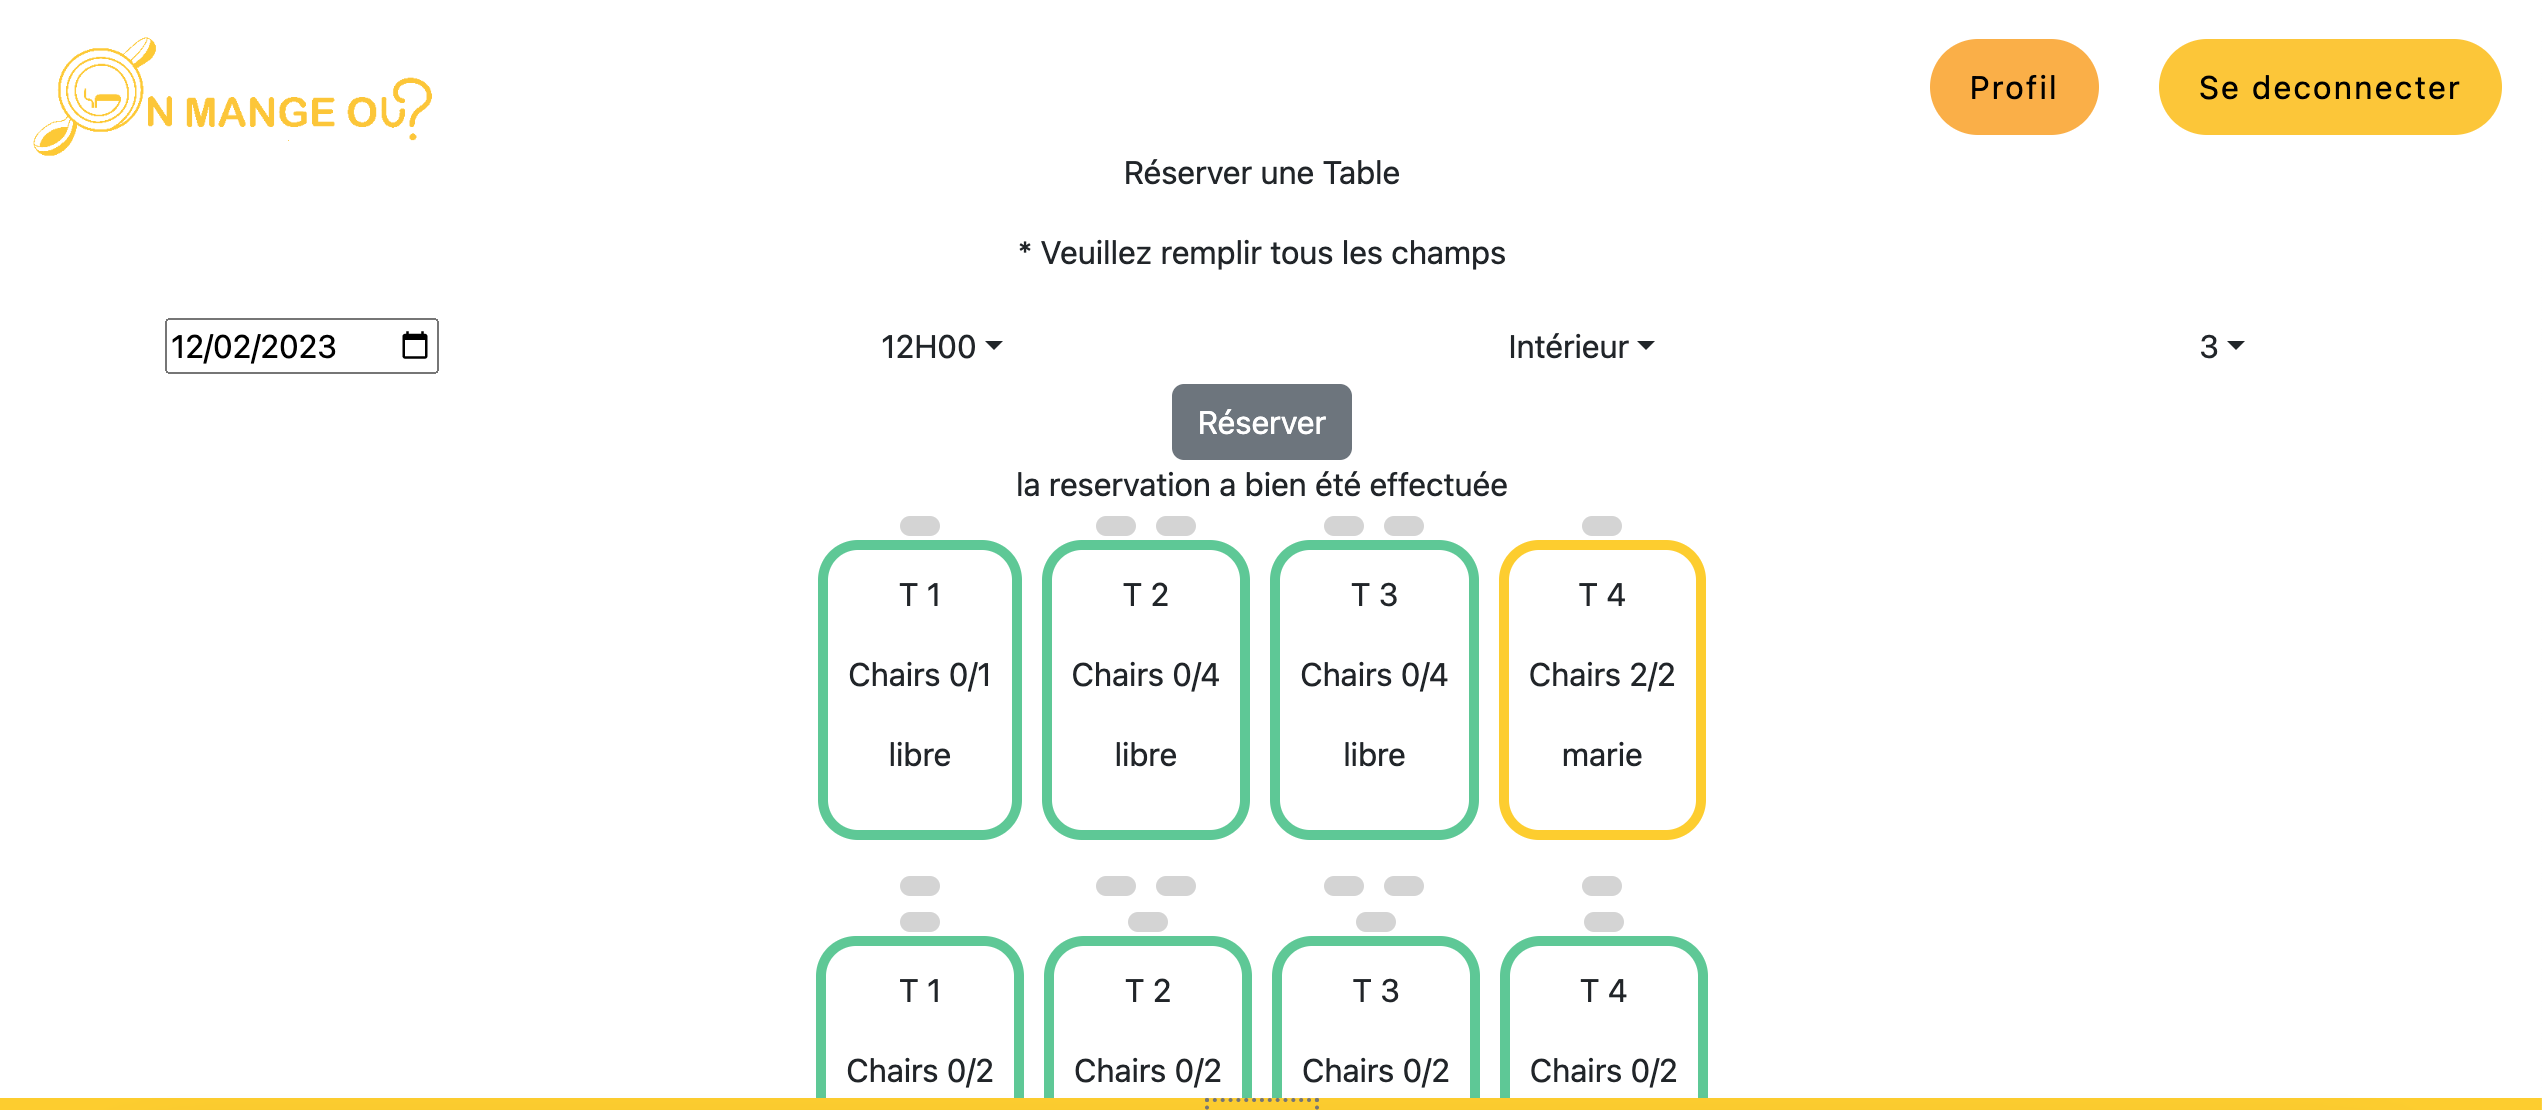 ON MANGE OU?
Profil
Se deconnecter
Réserver une Table
* Veuillez remplir tous les champs
12/02/2023
12H00
Intérieur
3
Réserver
la reservation a bien été effectuée
T 1
T 2
T 3
T 4
Chairs 0/1
Chairs 0/4
Chairs 0/4
Chairs 2/2
libre
libre
libre
marie
T 1
T 2
T 3
T 4
Chairs 0/2
Chairs 0/2
Chairs 0/2
Chairs 0/2